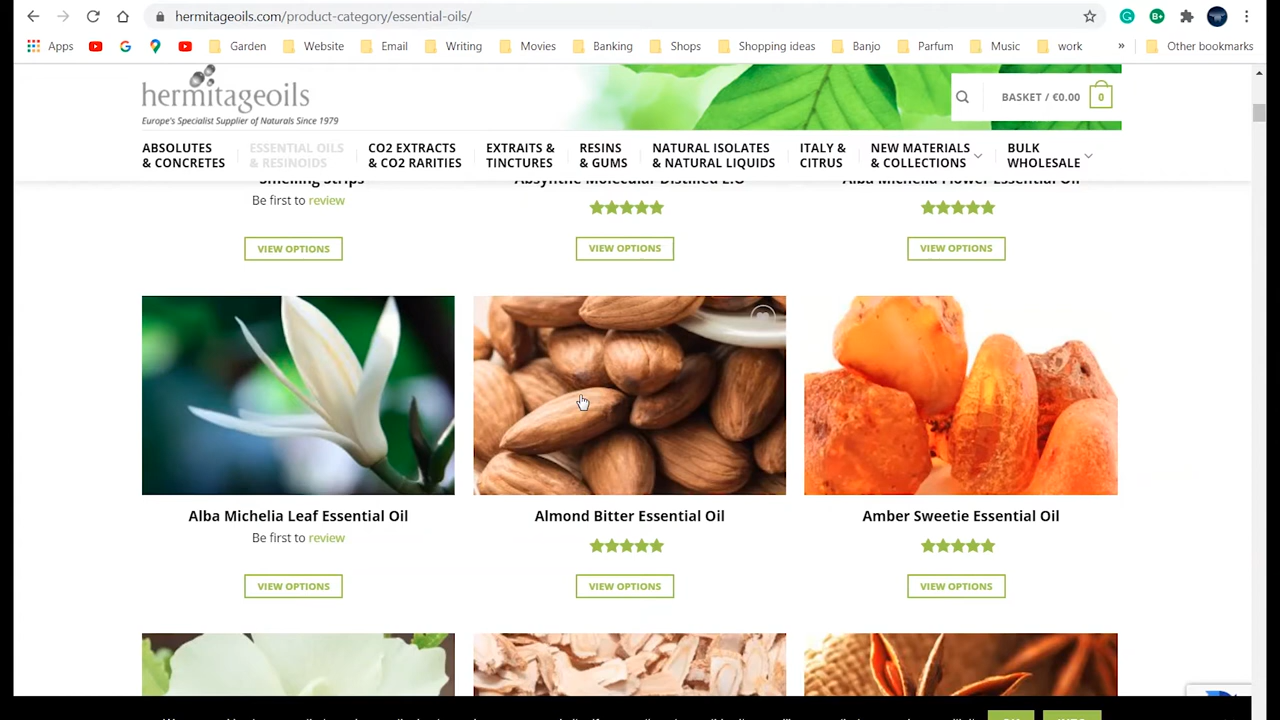 hermitageoils.com/product-category/essential-oils/
Apps Garden Website Email Writing Movies Banking Shops Shopping ideas Banjo Parfum Music work » Other bookmarks
hermitageoils
Europe's Specialist Supplier of Naturals Since 1979
BASKET / €0.00 0
ABSOLUTES & CONCRETES
ESSENTIAL OILS & RESINOIDS
CO2 EXTRACTS & CO2 RARITIES
EXTRAITS & TINCTURES
RESINS & GUMS
NATURAL ISOLATES & NATURAL LIQUIDS
ITALY & CITRUS
NEW MATERIALS & COLLECTIONS
BULK WHOLESALE
Smelling Strips
Absynthe Molecular Distilled E.O
Alba Michelia Flower Essential Oil
Be first to review
VIEW OPTIONS
VIEW OPTIONS
VIEW OPTIONS
Alba Michelia Leaf Essential Oil
Almond Bitter Essential Oil
Amber Sweetie Essential Oil
Be first to review
VIEW OPTIONS
VIEW OPTIONS
VIEW OPTIONS